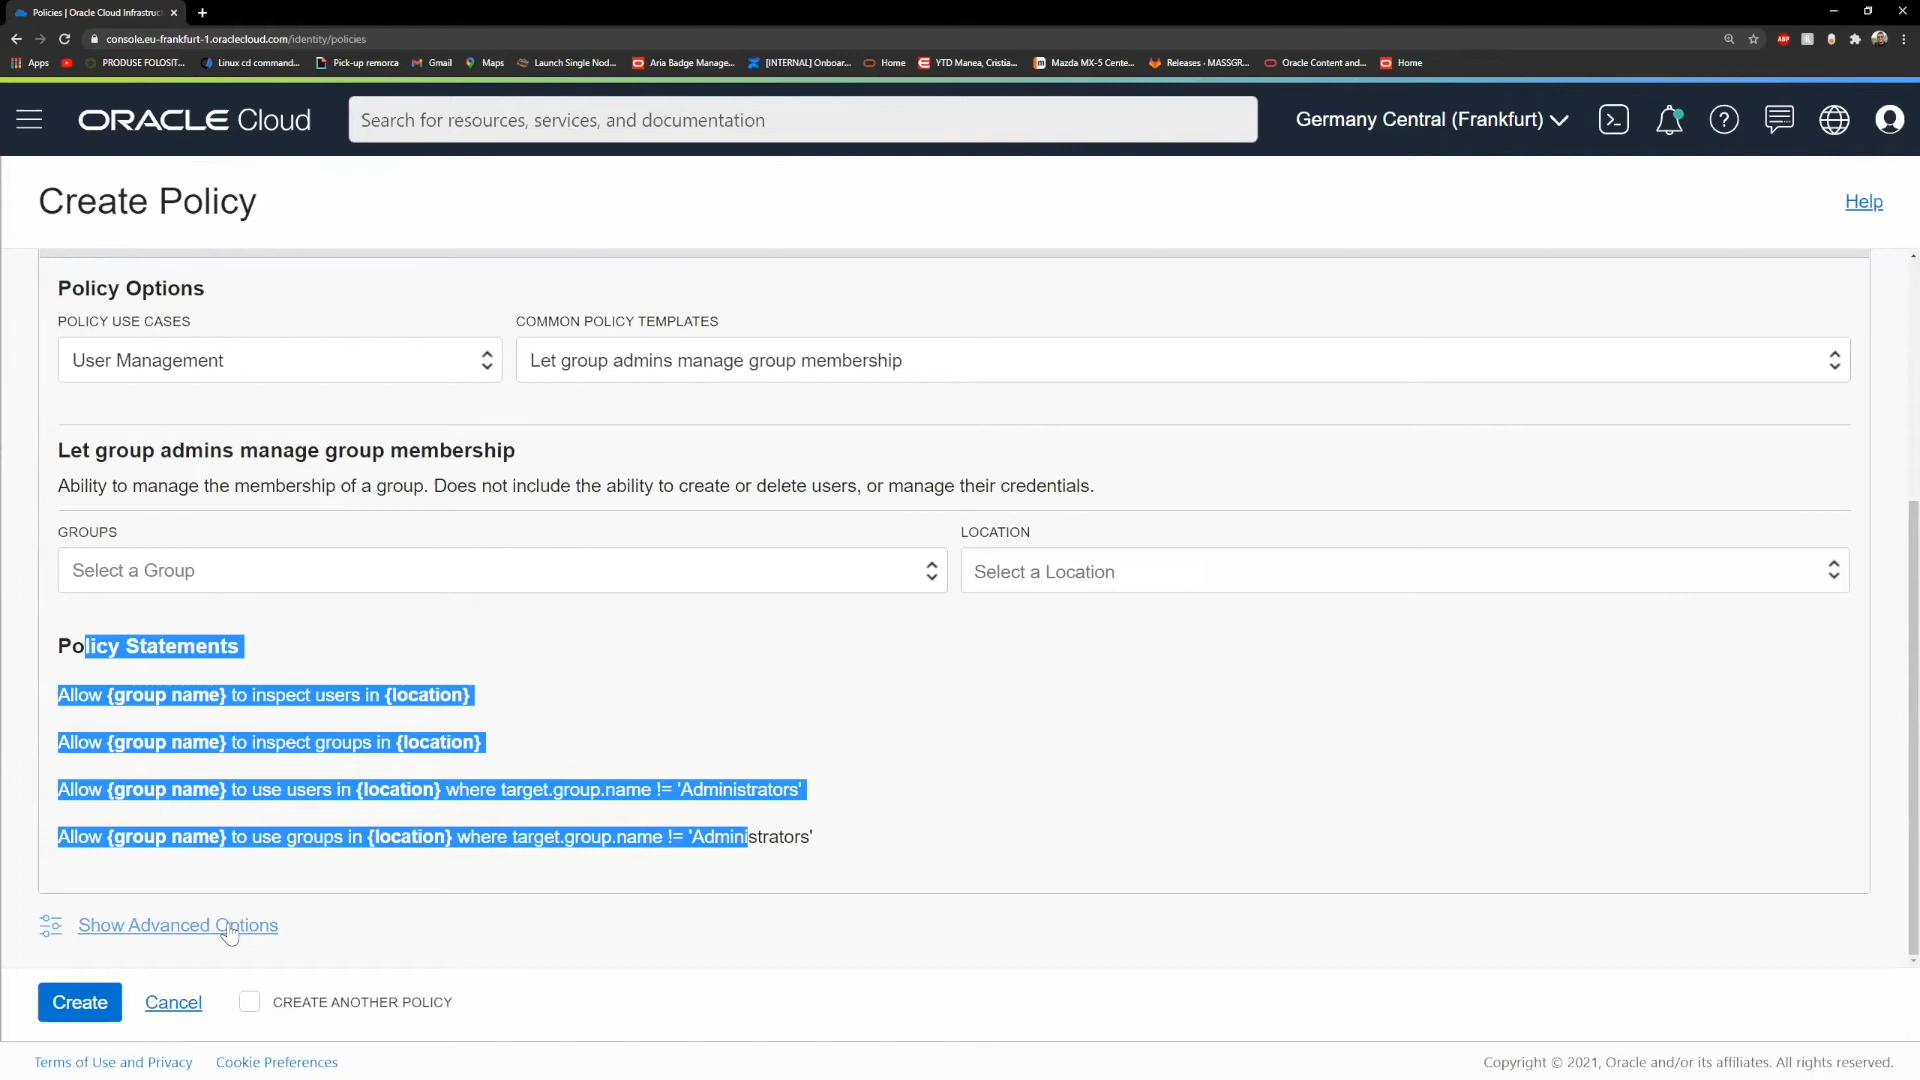 Policies | Oracle Cloud Infrastruc
console.eu-frankfurt-1.oraclecloud.com/identity/policies
Apps
PRODUSE FOLOSIT...
Linux cd command...
Pick-up remorca
Gmail
Maps
Launch Single Nod...
Aria Badge Manage...
[INTERNAL] Onboar...
Home
YTD Manea, Cristia...
Mazda MX-5 Cente...
Releases · MASSGR...
Oracle Content and...
Home
ORACLE Cloud
Search for resources, services, and documentation
Germany Central (Frankfurt)
Create Policy
Help
Policy Options
POLICY USE CASES
COMMON POLICY TEMPLATES
User Management
Let group admins manage group membership
Let group admins manage group membership
Ability to manage the membership of a group. Does not include the ability to create or delete users, or manage their credentials.
GROUPS
LOCATION
Select a Group
Select a Location
Policy Statements
Allow {group name} to inspect users in {location}
Allow {group name} to inspect groups in {location}
Allow {group name} to use users in {location} where target.group.name != 'Administrators'
Allow {group name} to use groups in {location} where target.group.name != 'Administrators'
Show Advanced Options
Create
Cancel
CREATE ANOTHER POLICY
Terms of Use and Privacy
Cookie Preferences
Copyright © 2021, Oracle and/or its affiliates. All rights reserved.